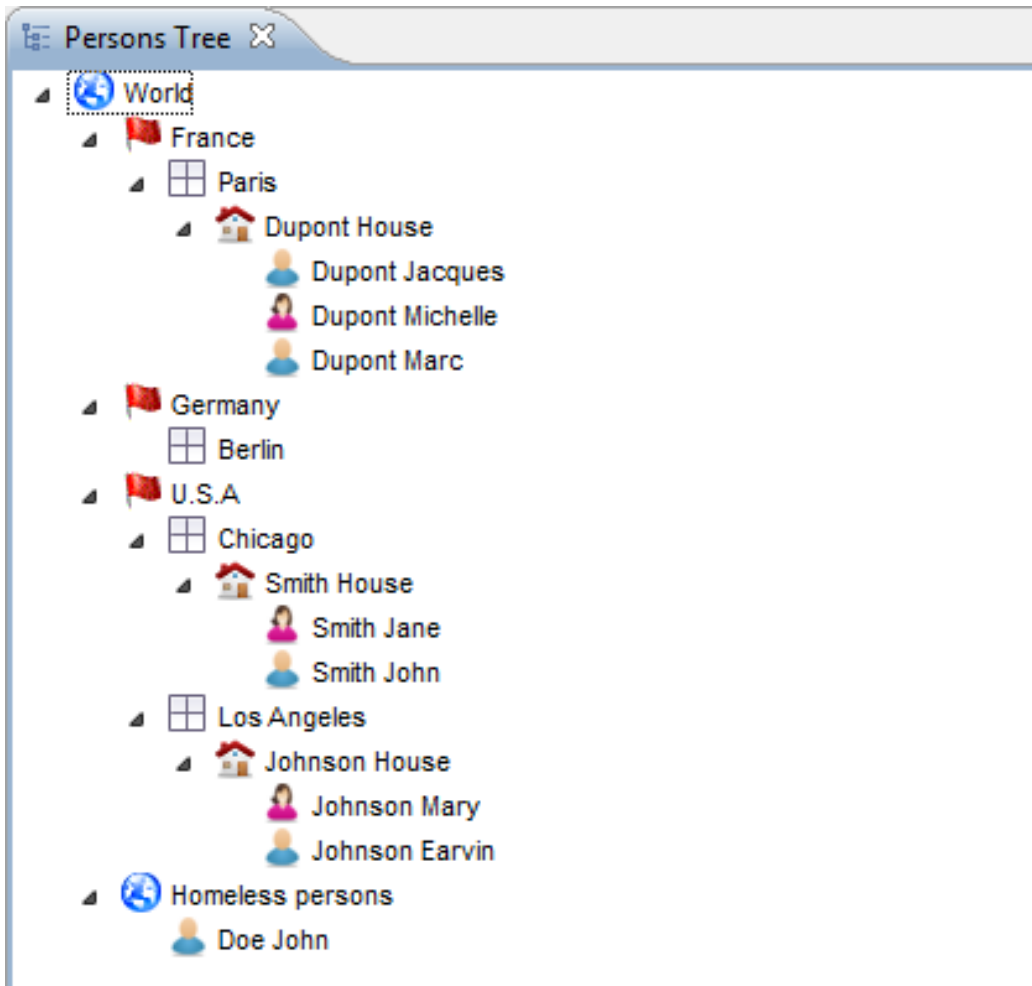 Persons Tree
World
France
Paris
Dupont House
Dupont Jacques
Dupont Michelle
Dupont Marc
Germany
Berlin
U.S.A
Chicago
Smith House
Smith Jane
Smith John
Los Angeles
Johnson House
Johnson Mary
Johnson Earvin
Homeless persons
Doe John